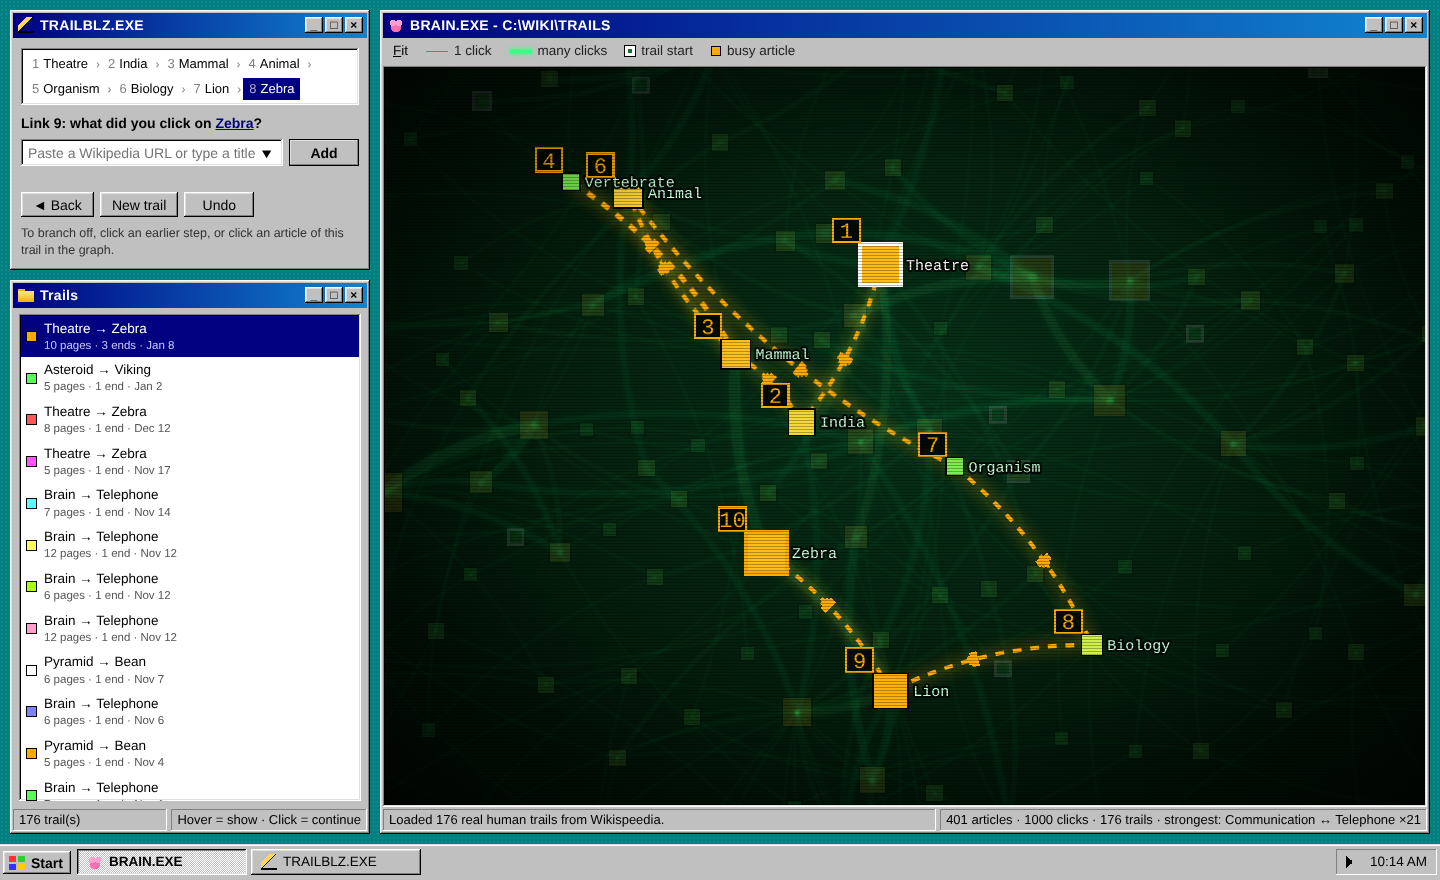 TRAILBLZ.EXE
1 Theatre › 2 India › 3 Mammal › 4 Animal ›
5 Organism › 6 Biology › 7 Lion › 8 Zebra
Link 9: what did you click on Zebra?
Paste a Wikipedia URL or type a title ▼ Add
◄ Back New trail Undo
To branch off, click an earlier step, or click an article of this
trail in the graph.
Trails
Theatre → Zebra
10 pages · 3 ends · Jan 8
Asteroid → Viking
5 pages · 1 end · Jan 2
Theatre → Zebra
8 pages · 1 end · Dec 12
Theatre → Zebra
5 pages · 1 end · Nov 17
Brain → Telephone
7 pages · 1 end · Nov 14
Brain → Telephone
12 pages · 1 end · Nov 12
Brain → Telephone
6 pages · 1 end · Nov 12
Brain → Telephone
12 pages · 1 end · Nov 12
Pyramid → Bean
6 pages · 1 end · Nov 7
Brain → Telephone
6 pages · 1 end · Nov 6
Pyramid → Bean
5 pages · 1 end · Nov 4
Brain → Telephone
176 trail(s) Hover = show · Click = continue
BRAIN.EXE - C:\WIKI\TRAILS
Fit 1 click many clicks trail start busy article
4 6
Vertebrate
Animal
1
Theatre
3
Mammal
2
India
7
Organism
10
Zebra
8
Biology
9
Lion
Loaded 176 real human trails from Wikispeedia. 401 articles · 1000 clicks · 176 trails · strongest: Communication ↔ Telephone ×21
Start BRAIN.EXE TRAILBLZ.EXE 10:14 AM